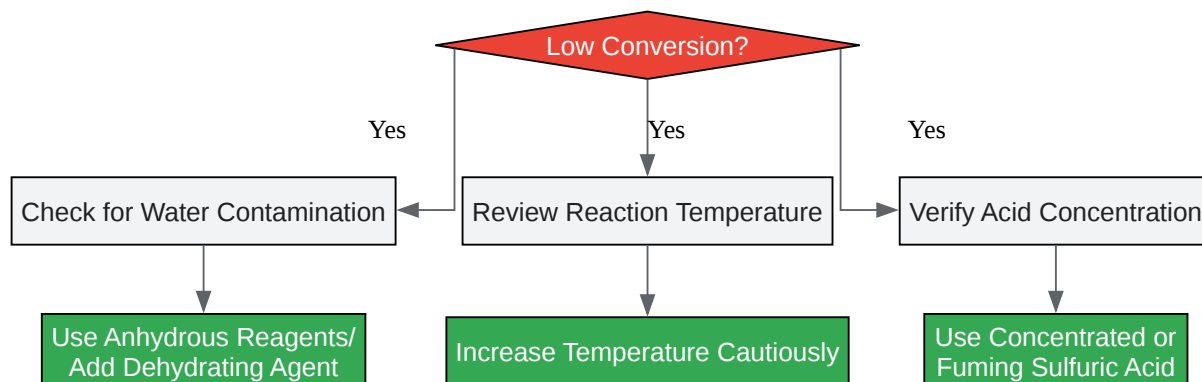 Low Conversion?
Yes
Yes
Yes
Check for Water Contamination
Review Reaction Temperature
Verify Acid Concentration
Use Anhydrous Reagents/
Add Dehydrating Agent
Increase Temperature Cautiously
Use Concentrated or
Fuming Sulfuric Acid